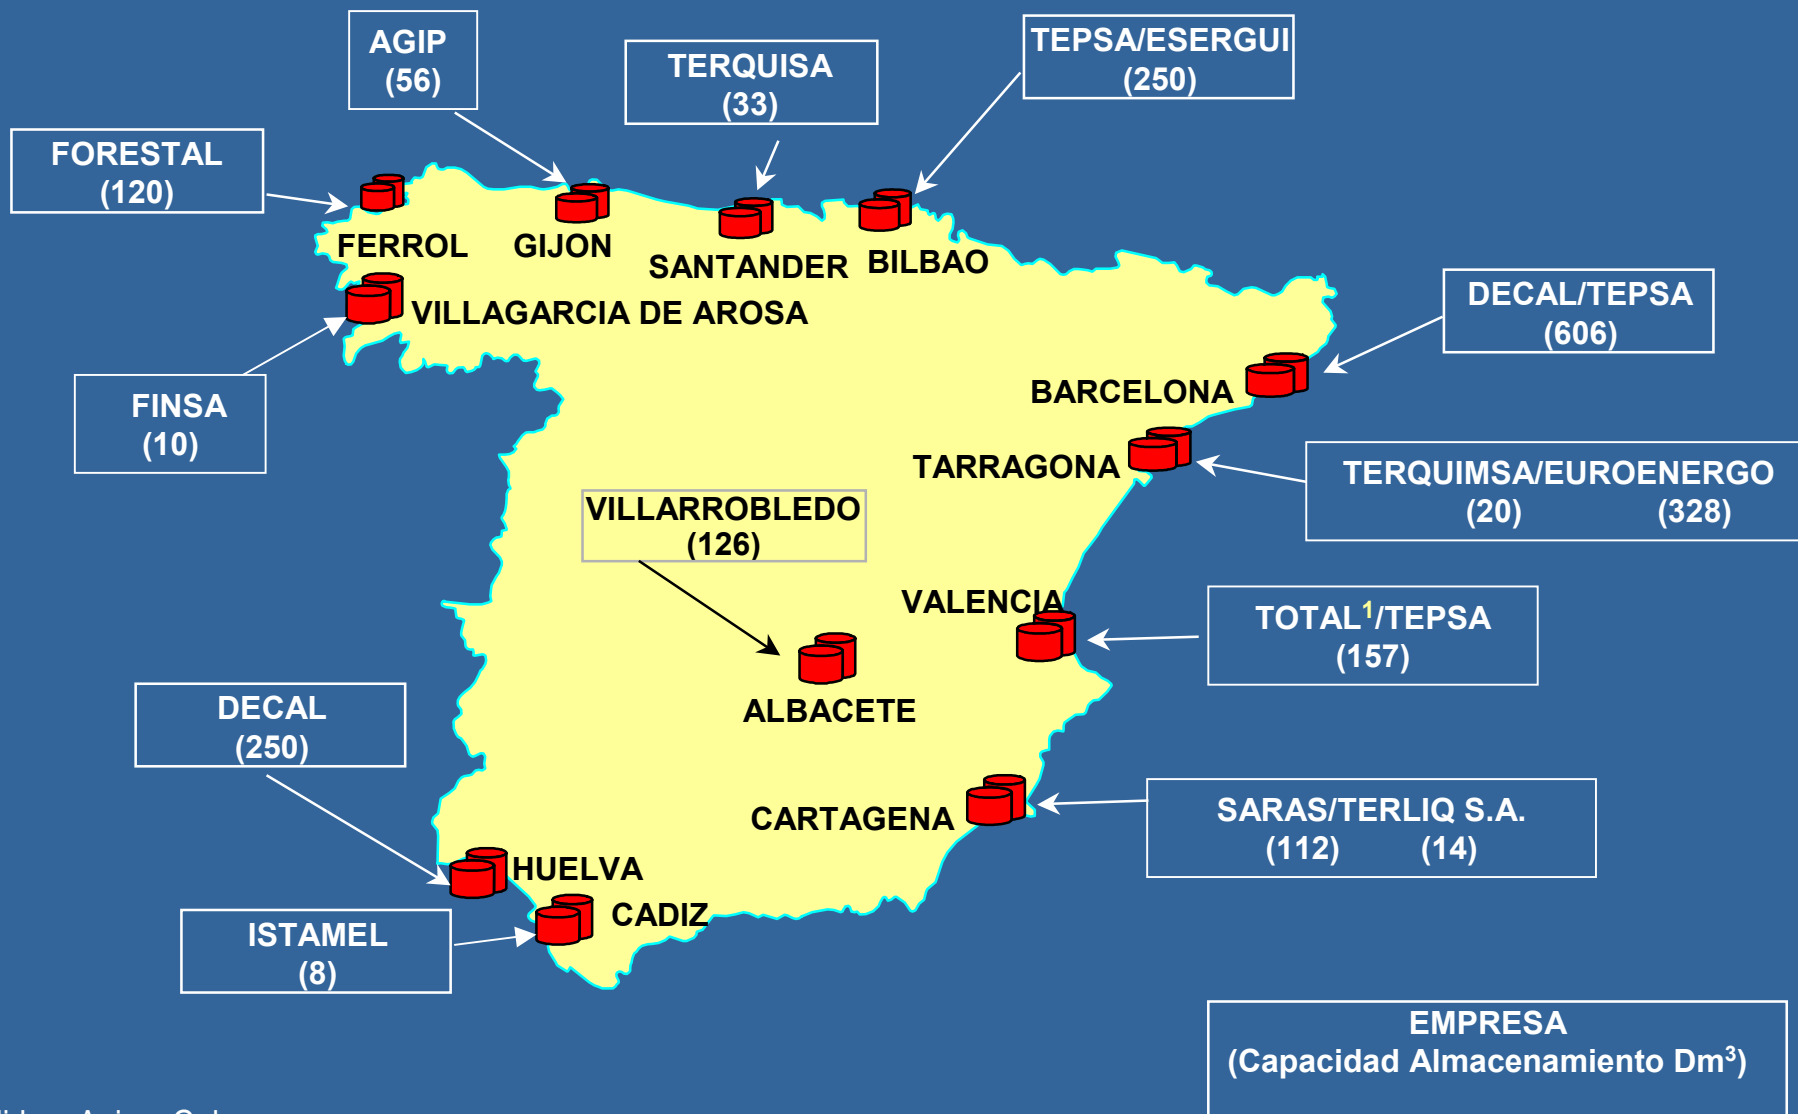 AGIP
(56)
TERQUISA
(33)
TEPSA/ESERGUI
(250)
FORESTAL
(120)
FERROL
GIJON
SANTANDER
BILBAO
VILLAGARCIA DE AROSA
DECAL/TEPSA
(606)
FINSA
(10)
BARCELONA
TARRAGONA
TERQUIMSA/EUROENERGO
(20) (328)
VILLARROBLEDO
(126)
VALENCIA
TOTAL¹/TEPSA
(157)
ALBACETE
DECAL
(250)
CARTAGENA
SARAS/TERLIQ S.A.
(112) (14)
HUELVA
CADIZ
ISTAMEL
(8)
EMPRESA
(Capacidad Almacenamiento Dm³)